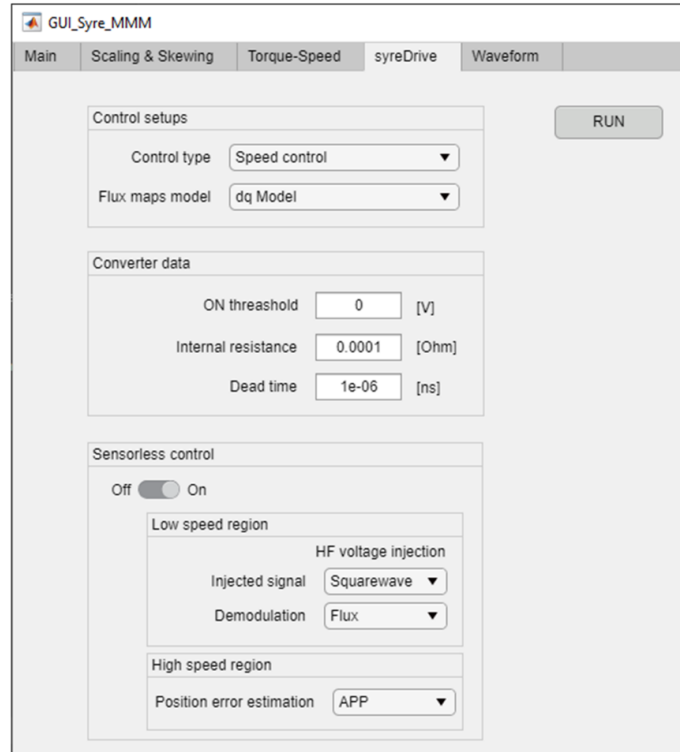 GUI_Syre_MMM
Main Scaling & Skewing Torque-Speed syreDrive Waveform
Control setups
RUN
Control type Speed control
Flux maps model dq Model
Converter data
ON threashold 0 [V]
Internal resistance 0.0001 [Ohm]
Dead time 1e-06 [ns]
Sensorless control
Off On
Low speed region
HF voltage injection
Injected signal Squarewave
Demodulation Flux
High speed region
Position error estimation APP